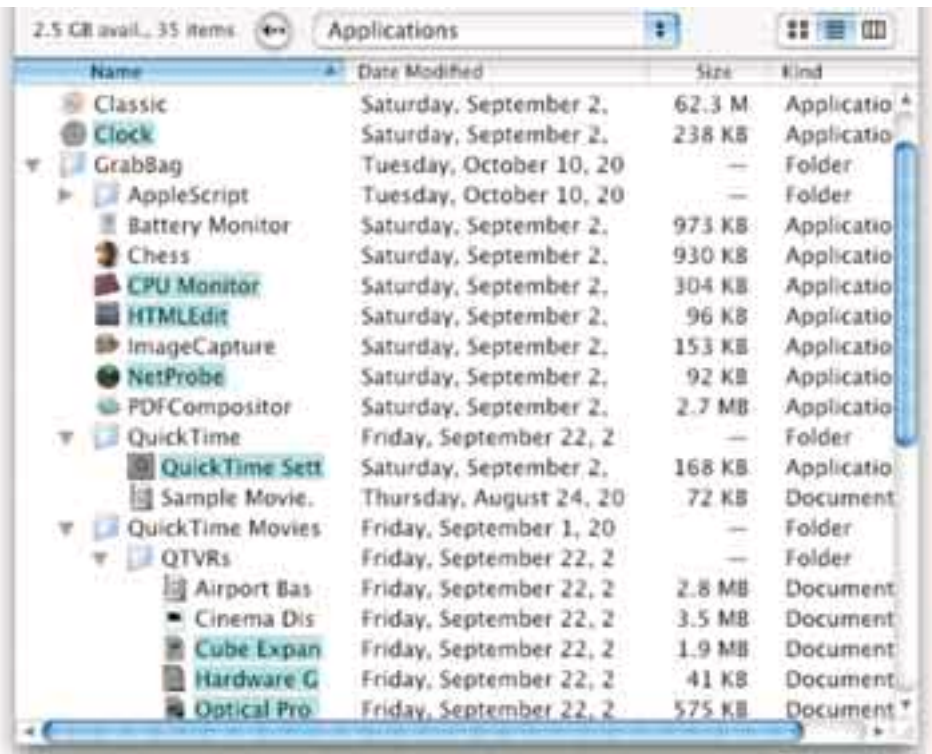 2.5 GB avail., 35 items Applications
Name Date Modified Size Kind
Classic Saturday, September 2, 62.3 M Applicatio
Clock Saturday, September 2, 238 KB Applicatio
GrabBag Tuesday, October 10, 20 — Folder
AppleScript Tuesday, October 10, 20 — Folder
Battery Monitor Saturday, September 2, 973 KB Applicatio
Chess Saturday, September 2, 930 KB Applicatio
CPU Monitor Saturday, September 2, 304 KB Applicatio
HTMLEdit Saturday, September 2, 96 KB Applicatio
ImageCapture Saturday, September 2, 153 KB Applicatio
NetProbe Saturday, September 2, 92 KB Applicatio
PDFCompositor Saturday, September 2, 2.7 MB Applicatio
QuickTime Friday, September 22, 2 — Folder
QuickTime Sett Saturday, September 2, 168 KB Applicatio
Sample Movie. Thursday, August 24, 20 72 KB Document
QuickTime Movies Friday, September 1, 20 — Folder
QTVRs Friday, September 22, 2 — Folder
Airport Bas Friday, September 22, 2 2.8 MB Document
Cinema Dis Friday, September 22, 2 3.5 MB Document
Cube Expan Friday, September 22, 2 1.9 MB Document
Hardware G Friday, September 22, 2 41 KB Document
Optical Pro Friday, September 22, 2 575 KB Document